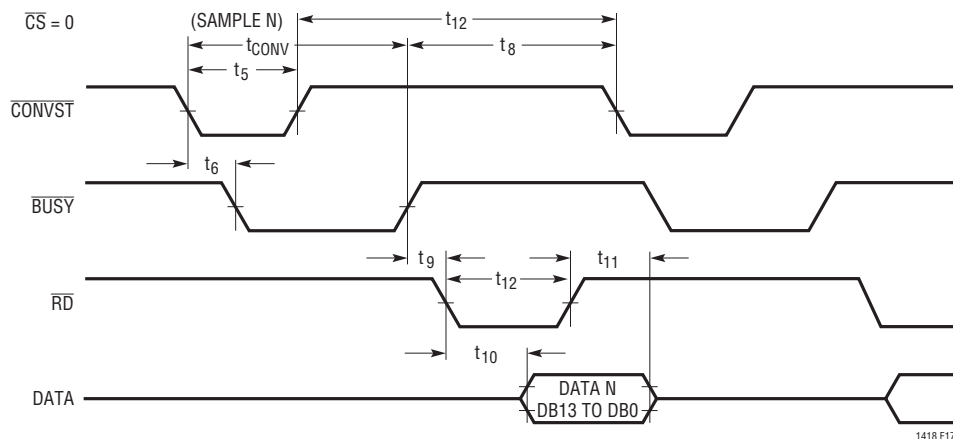 CS = 0
(SAMPLE N)
t12
tCONV
t8
t5
CONVST
t6
BUSY
t9
t12
t11
RD
t10
DATA
DATA N
DB13 TO DB0
1418 F17